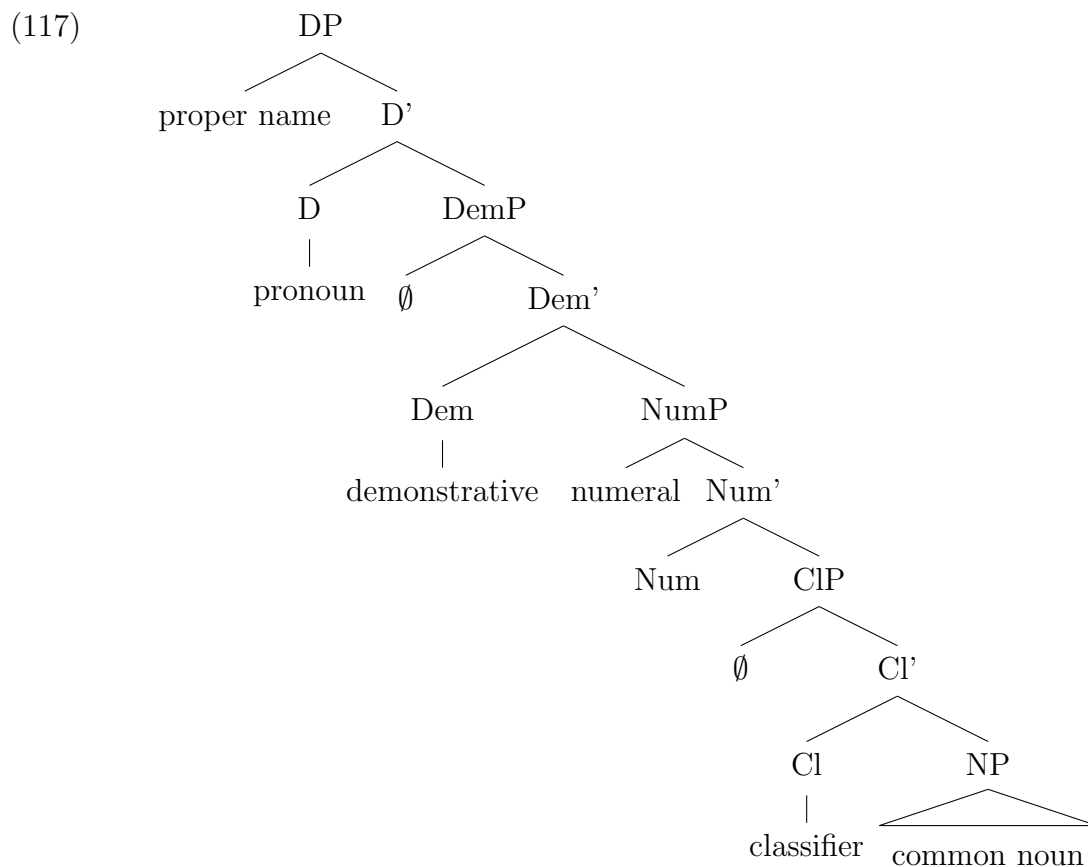 (117) DP
proper name D'
D DemP
pronoun ∅ Dem'
Dem NumP
demonstrative numeral Num'
Num ClP
∅ Cl'
Cl NP
classifier common noun